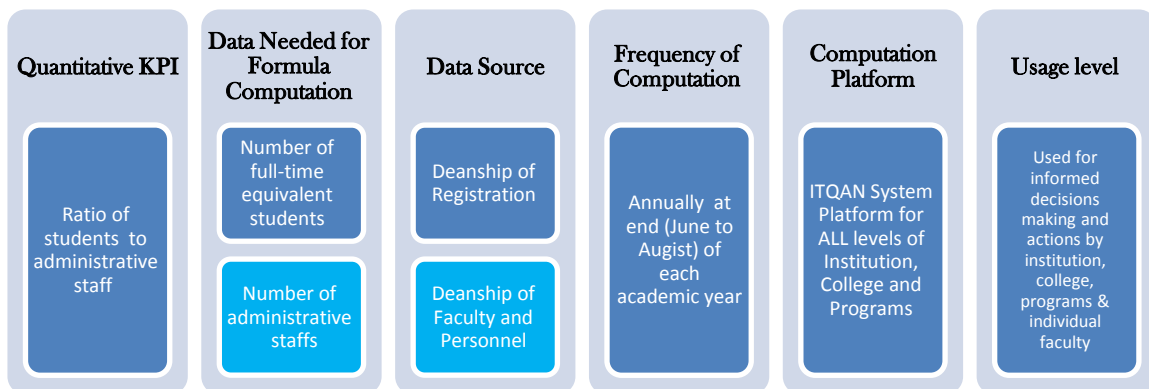 Quantitative KPI
Ratio of
students to
administrative
staff
Data Needed for
Formula
Computation
Number of
full-time
equivalent
students
Number of
administrative
staffs
Data Source
Deanship of
Registration
Deanship of
Faculty and
Personnel
Frequency of
Computation
Annually at
end (June to
Augist) of
each
academic year
Computation
Platform
ITQAN System
Platform for
ALL levels of
Institution,
College and
Programs
Usage level
Used for
informed
decisions
making and
actions by
institution,
college,
programs &
individual
faculty